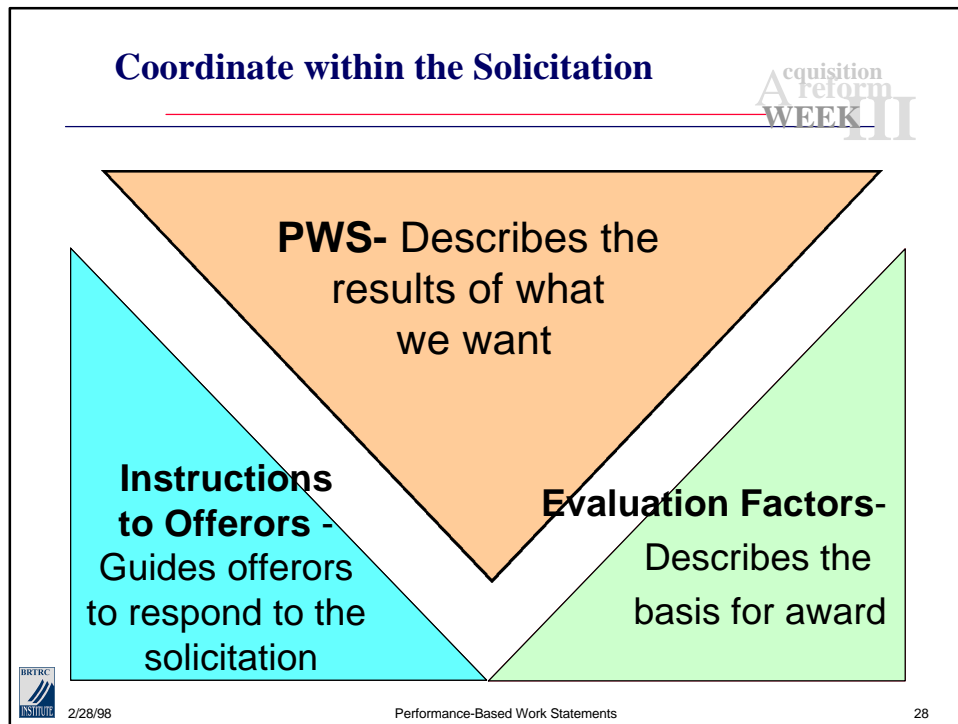 Coordinate within the Solicitation
Acquisition
reform
WEEK III
PWS- Describes the
results of what
we want
Instructions
to Offerors -
Guides offerors
to respond to the
solicitation
Evaluation Factors-
Describes the
basis for award
BRTRC
INSTITUTE
2/28/98
Performance-Based Work Statements
28